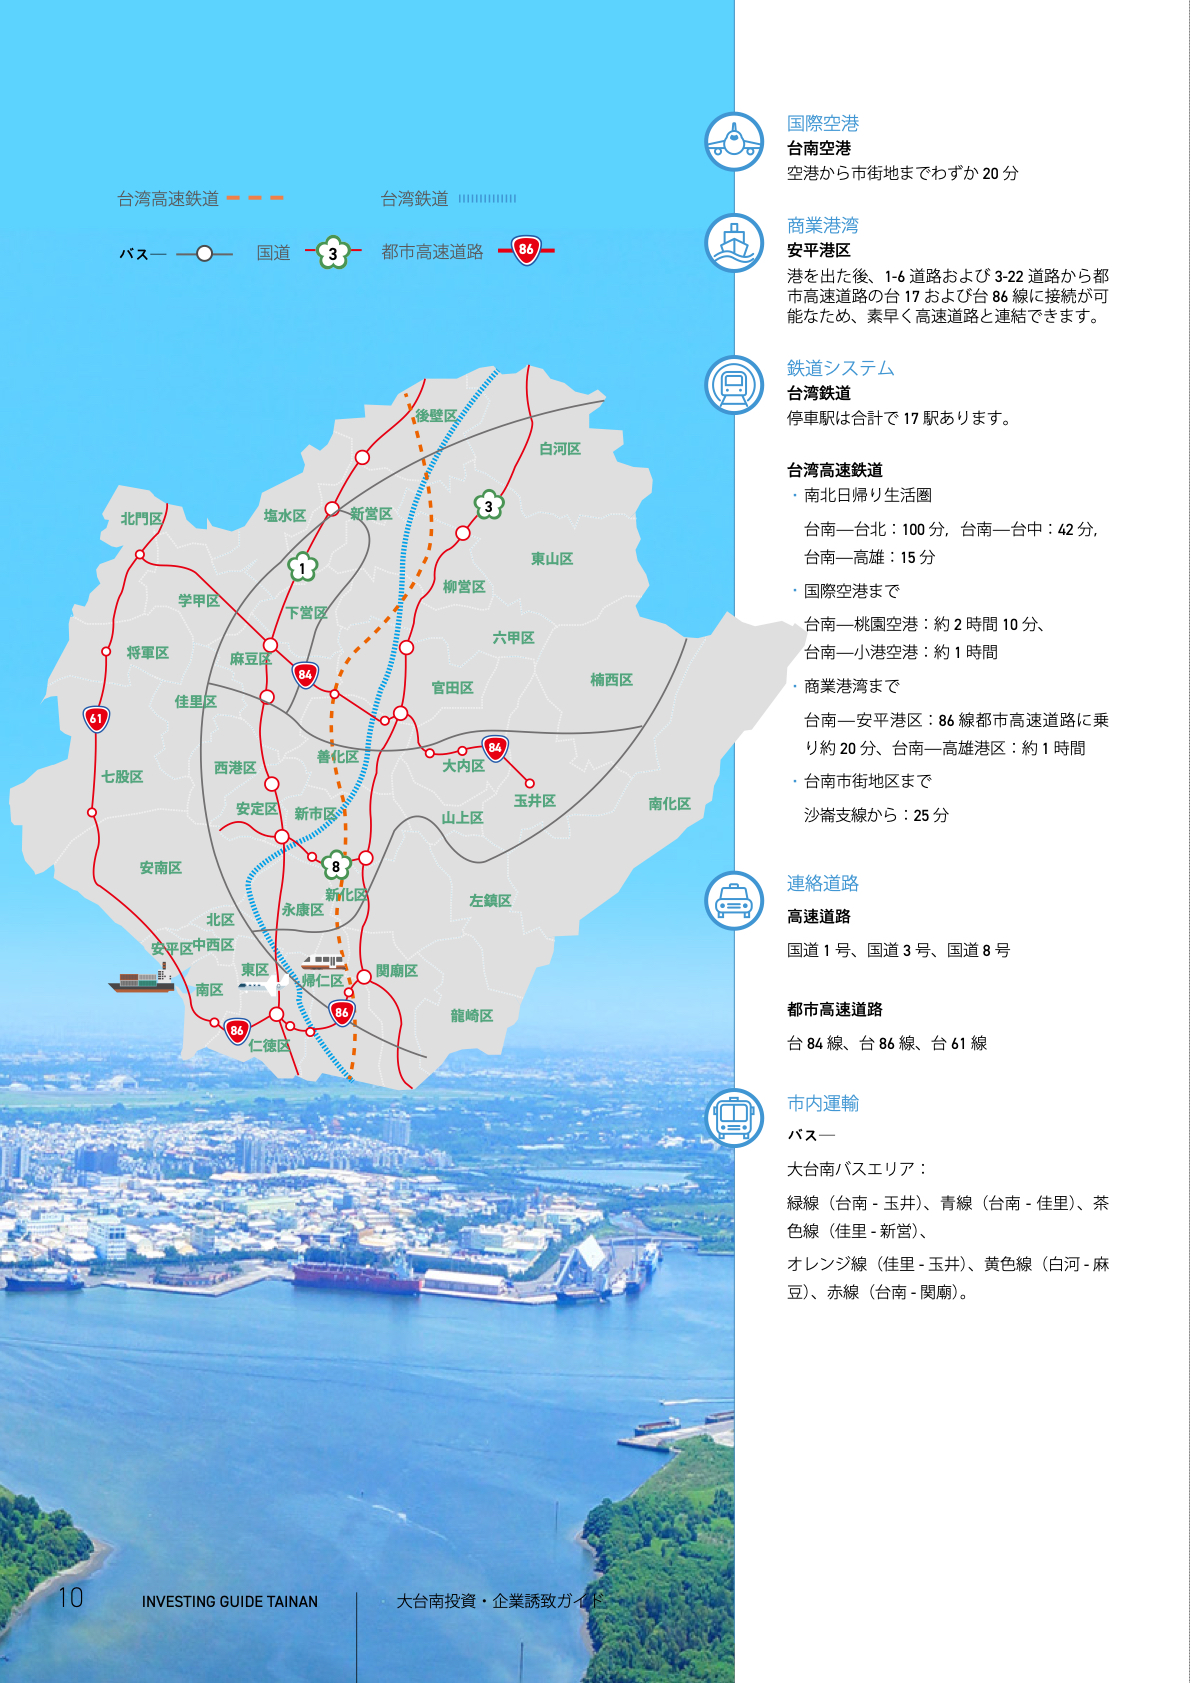 台湾高速鉄道
台湾鉄道
バス—
国道
3
都市高速道路
86
後壁区
白河区
3
北門区
塩水区
新営区
東山区
1
柳営区
学甲区
下営区
六甲区
将軍区
麻豆区
84
楠西区
官田区
佳里区
61
善化区
84
西港区
大内区
七股区
玉井区
南化区
安定区
新市区
山上区
8
安南区
新化区
左鎮区
永康区
北区
中西区
安平区
東区
帰仁区
関廟区
南区
86
龍崎区
86
仁徳区
国際空港
台南空港
空港から市街地までわずか 20 分
商業港湾
安平港区
港を出た後、1-6 道路および 3-22 道路から都
市高速道路の台 17 および台 86 線に接続が可
能なため、素早く高速道路と連結できます。
鉄道システム
台湾鉄道
停車駅は合計で 17 駅あります。
台湾高速鉄道
・南北日帰り生活圏
台南—台北：100 分，台南—台中：42 分，
台南—高雄：15 分
・国際空港まで
台南—桃園空港：約 2 時間 10 分、
台南—小港空港：約 1 時間
・商業港湾まで
台南—安平港区：86 線都市高速道路に乗
り約 20 分、台南—高雄港区：約 1 時間
・台南市街地区まで
沙崙支線から：25 分
連絡道路
高速道路
国道 1 号、国道 3 号、国道 8 号
都市高速道路
台 84 線、台 86 線、台 61 線
市内運輸
バス—
大台南バスエリア：
緑線（台南 - 玉井）、青線（台南 - 佳里）、茶
色線（佳里 - 新営）、
オレンジ線（佳里 - 玉井）、黄色線（白河 - 麻
豆）、赤線（台南 - 関廟）。
10
INVESTING GUIDE TAINAN
大台南投資・企業誘致ガイド